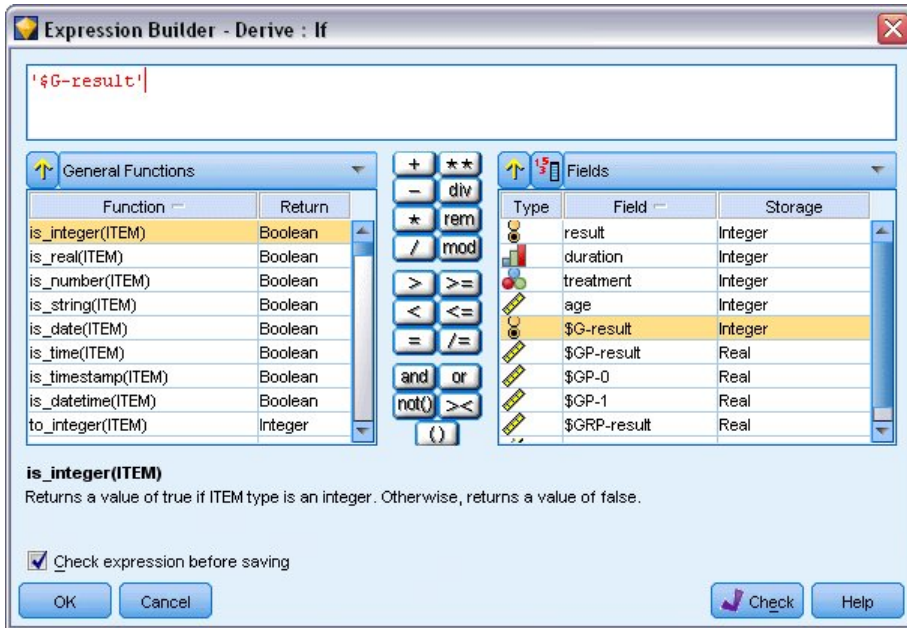 Expression Builder - Derive : If
'$G-result'
General Functions
Function Return
is_integer(ITEM) Boolean
is_real(ITEM) Boolean
is_number(ITEM) Boolean
is_string(ITEM) Boolean
is_date(ITEM) Boolean
is_time(ITEM) Boolean
is_timestamp(ITEM) Boolean
is_datetime(ITEM) Boolean
to_integer(ITEM) Integer
+ **
- div
* rem
/ mod
> >=
< <=
= /=
and or
not() ><
()
Fields
Type Field Storage
result Integer
duration Integer
treatment Integer
age Integer
$G-result Integer
$GP-result Real
$GP-0 Real
$GP-1 Real
$GRP-result Real
is_integer(ITEM)
Returns a value of true if ITEM type is an integer. Otherwise, returns a value of false.
Check expression before saving
OK Cancel Check Help